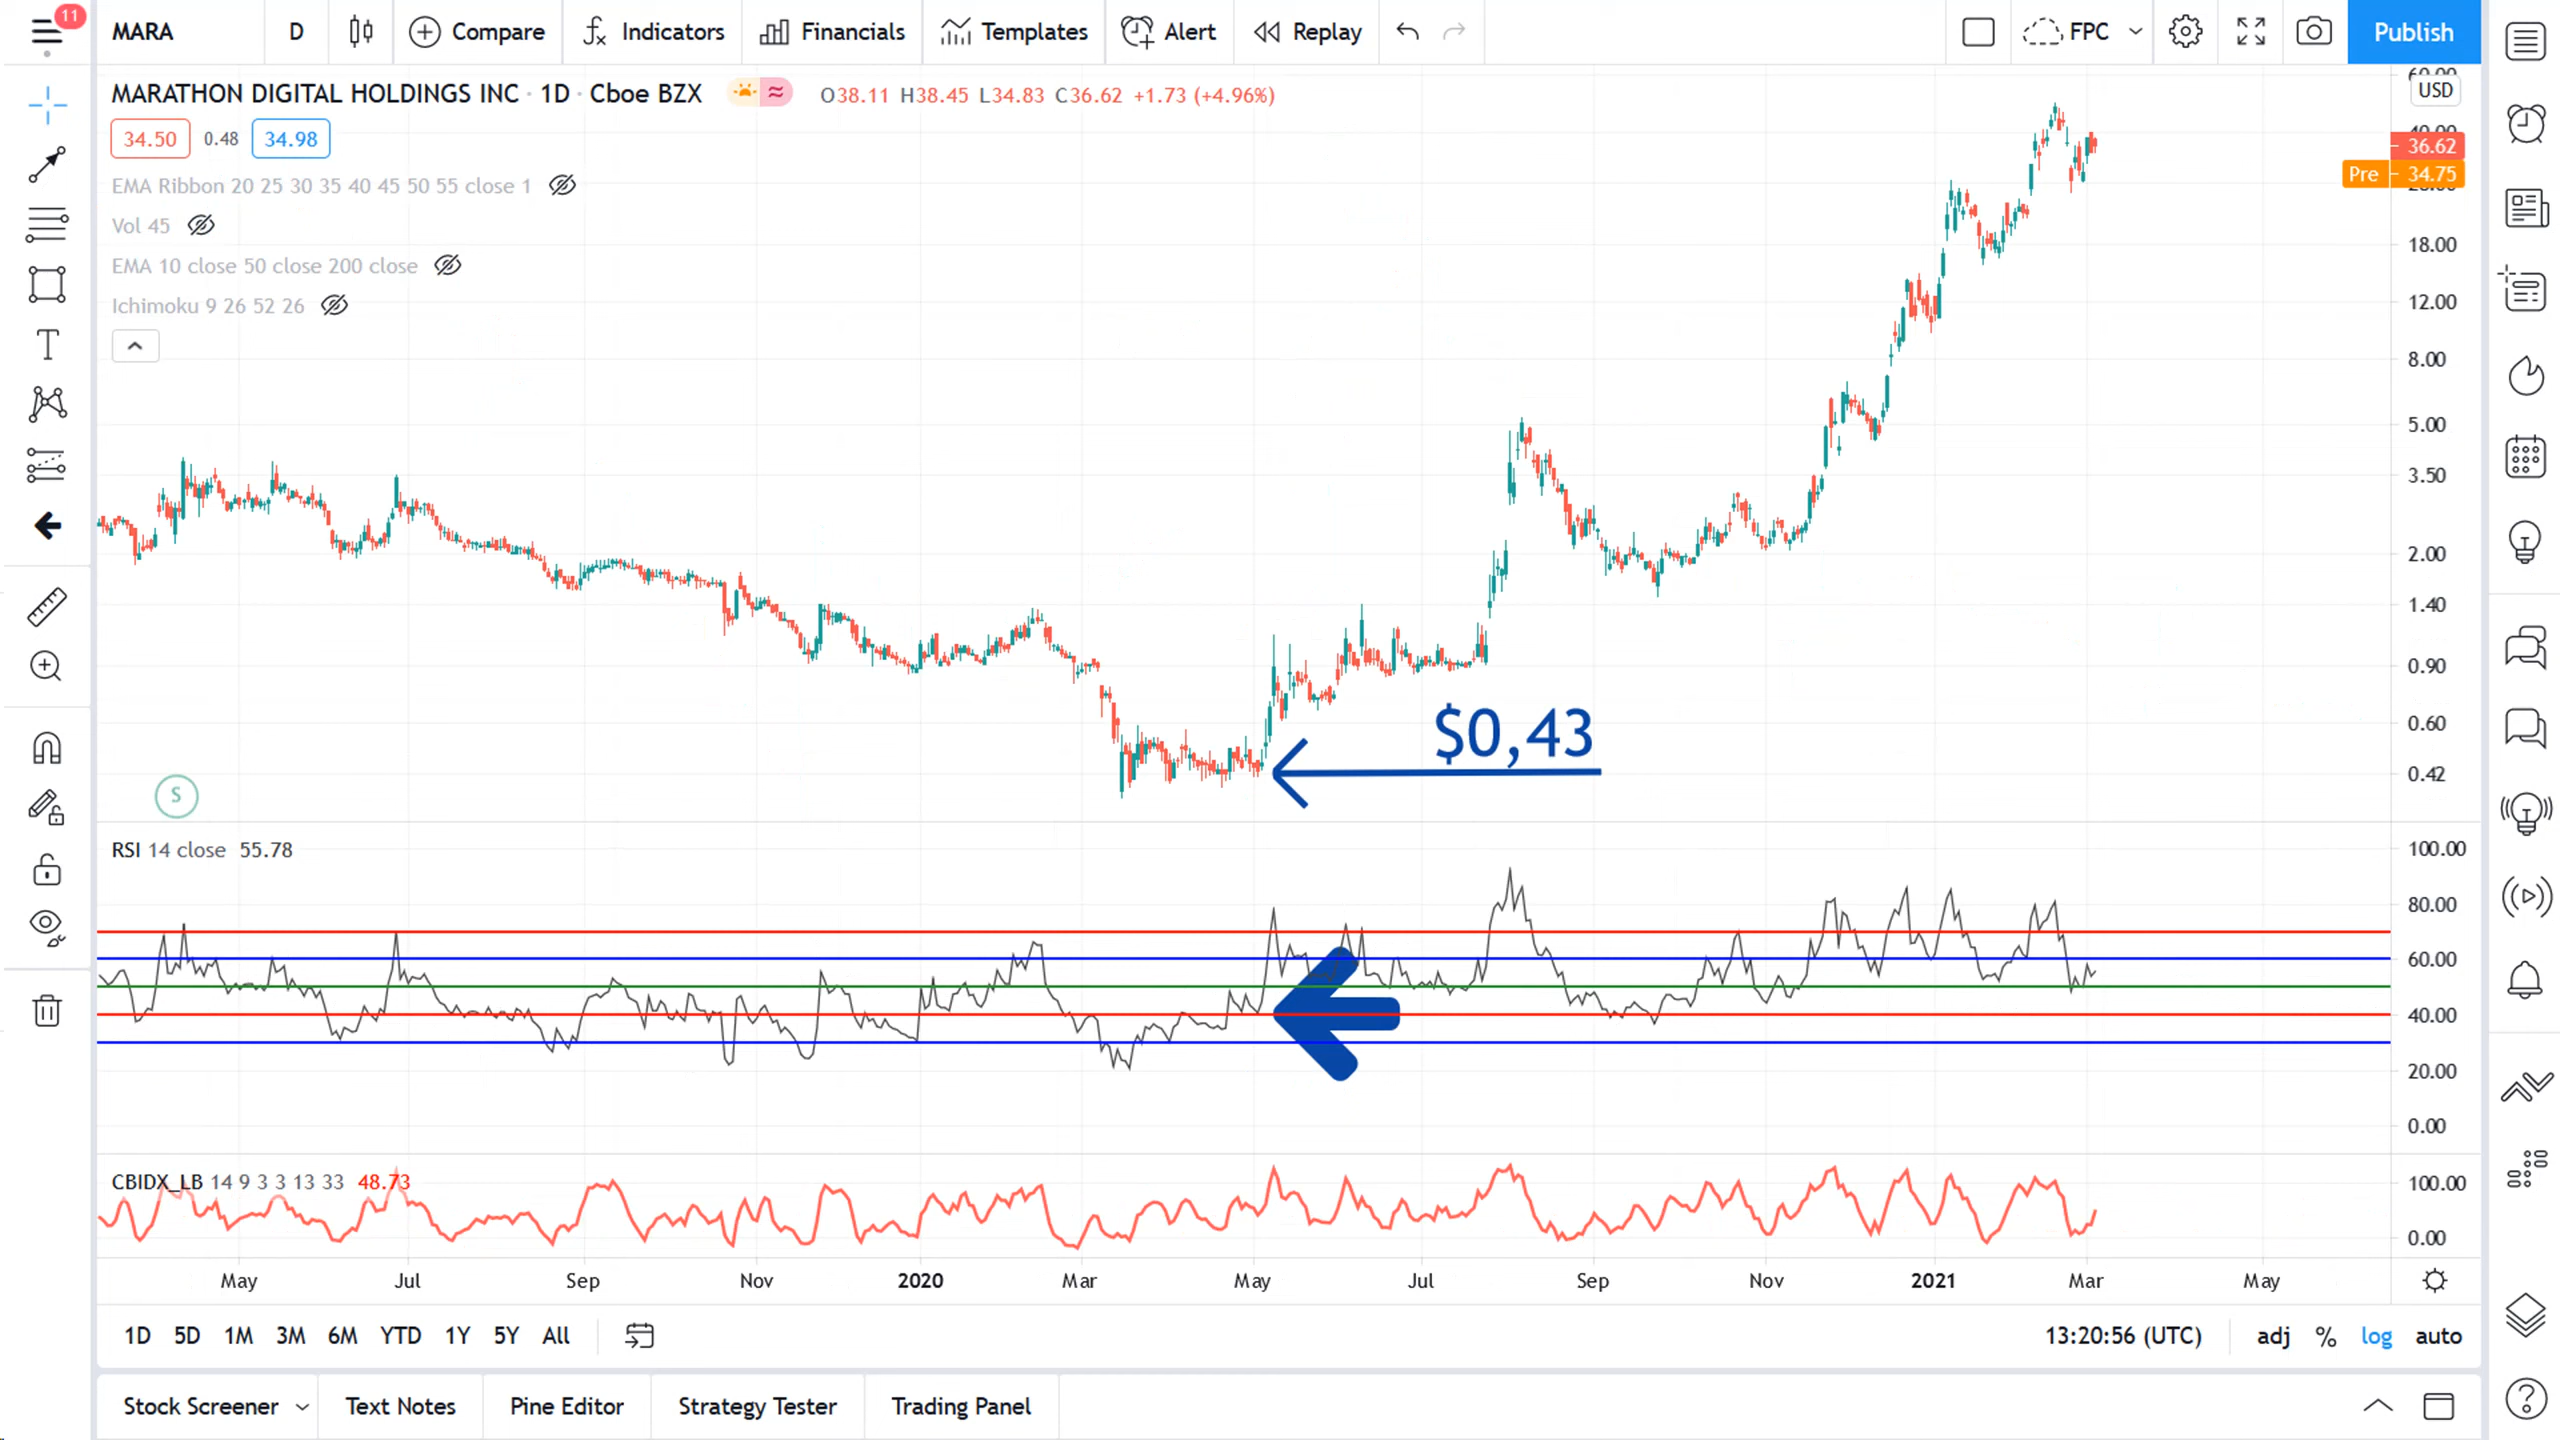 11
MARA D Compare Indicators Financials Templates Alert Replay FPC Publish
MARATHON DIGITAL HOLDINGS INC · 1D · Cboe BZX O38.11 H38.45 L34.83 C36.62 +1.73 (+4.96%)
34.50 0.48 34.98
EMA Ribbon 20 25 30 35 40 45 50 55 close 1
Vol 45
EMA 10 close 50 close 200 close
Ichimoku 9 26 52 26
60.00
USD
40.00
36.62
Pre 34.75
18.00
12.00
8.00
5.00
3.50
2.00
1.40
0.90
0.60
0.42
$0,43
S
RSI 14 close 55.78
100.00
80.00
60.00
40.00
20.00
0.00
CBIDX_LB 14 9 3 3 13 33 48.73
100.00
0.00
May Jul Sep Nov 2020 Mar May Jul Sep Nov 2021 Mar May
1D 5D 1M 3M 6M YTD 1Y 5Y All 13:20:56 (UTC) adj % log auto
Stock Screener Text Notes Pine Editor Strategy Tester Trading Panel